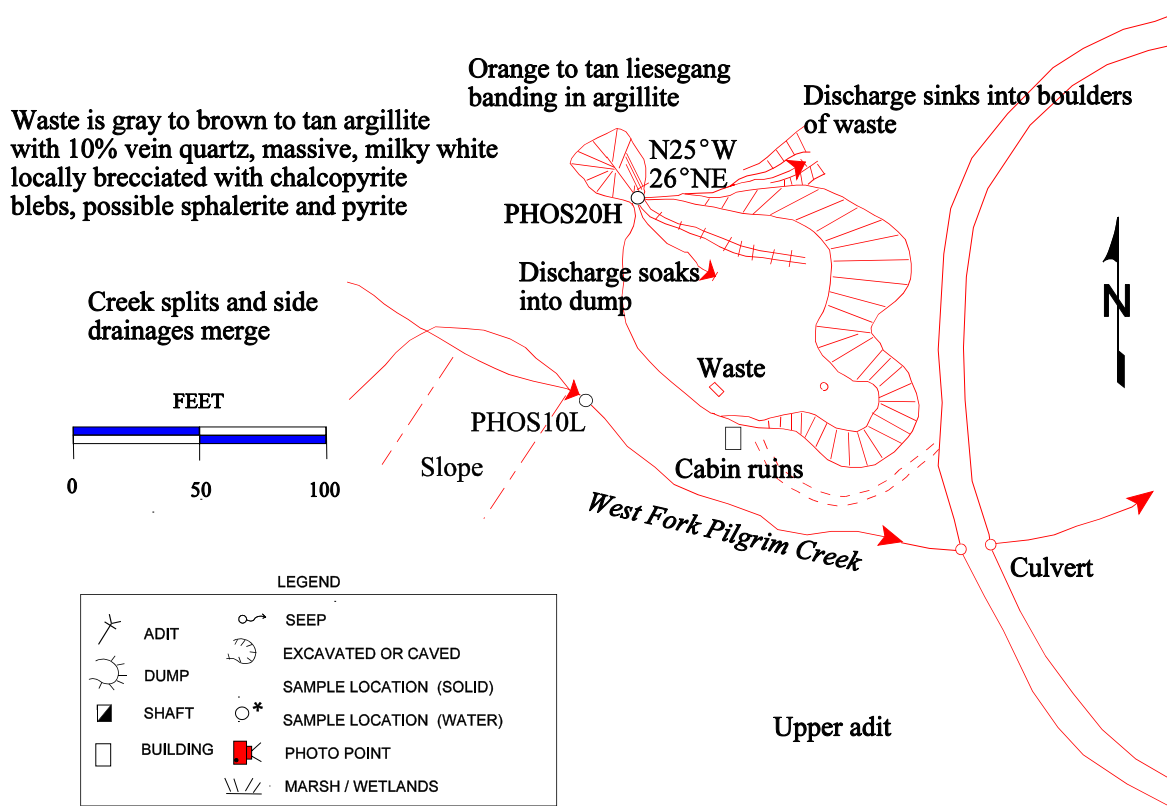 Orange to tan liesegang
banding in argillite
Discharge sinks into boulders
of waste
Waste is gray to brown to tan argillite
with 10% vein quartz, massive, milky white
locally brecciated with chalcopyrite
blebs, possible sphalerite and pyrite
N25°W
26°NE
PHOS20H
Discharge soaks
into dump
Creek splits and side
drainages merge
N
Waste
FEET
0
50
100
PHOS10L
Slope
Cabin ruins
West Fork Pilgrim Creek
Culvert
LEGEND
ADIT
DUMP
SHAFT
BUILDING
SEEP
EXCAVATED OR CAVED
SAMPLE LOCATION (SOLID)
* SAMPLE LOCATION (WATER)
PHOTO POINT
MARSH / WETLANDS
Upper adit